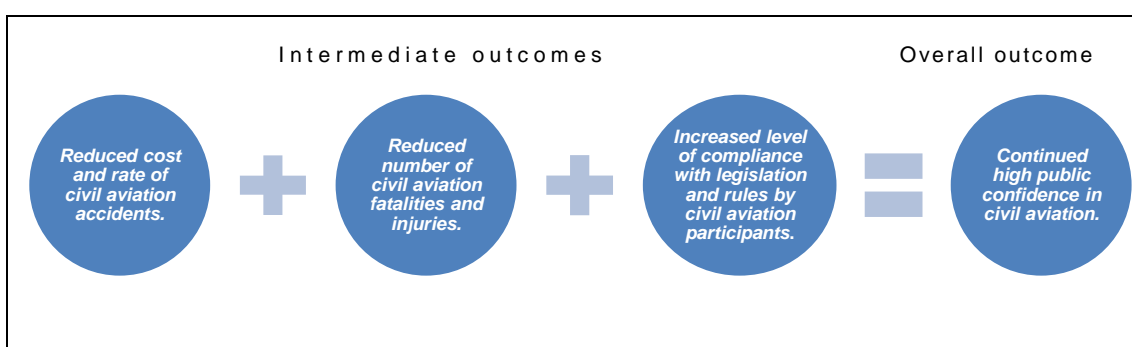 Intermediate outcomes
Overall outcome
Reduced cost
and rate of
civil aviation
accidents.
Reduced
number of
civil aviation
fatalities and
injuries.
Increased level
of compliance
with legislation
and rules by
civil aviation
participants.
Continued
high public
confidence in
civil aviation.